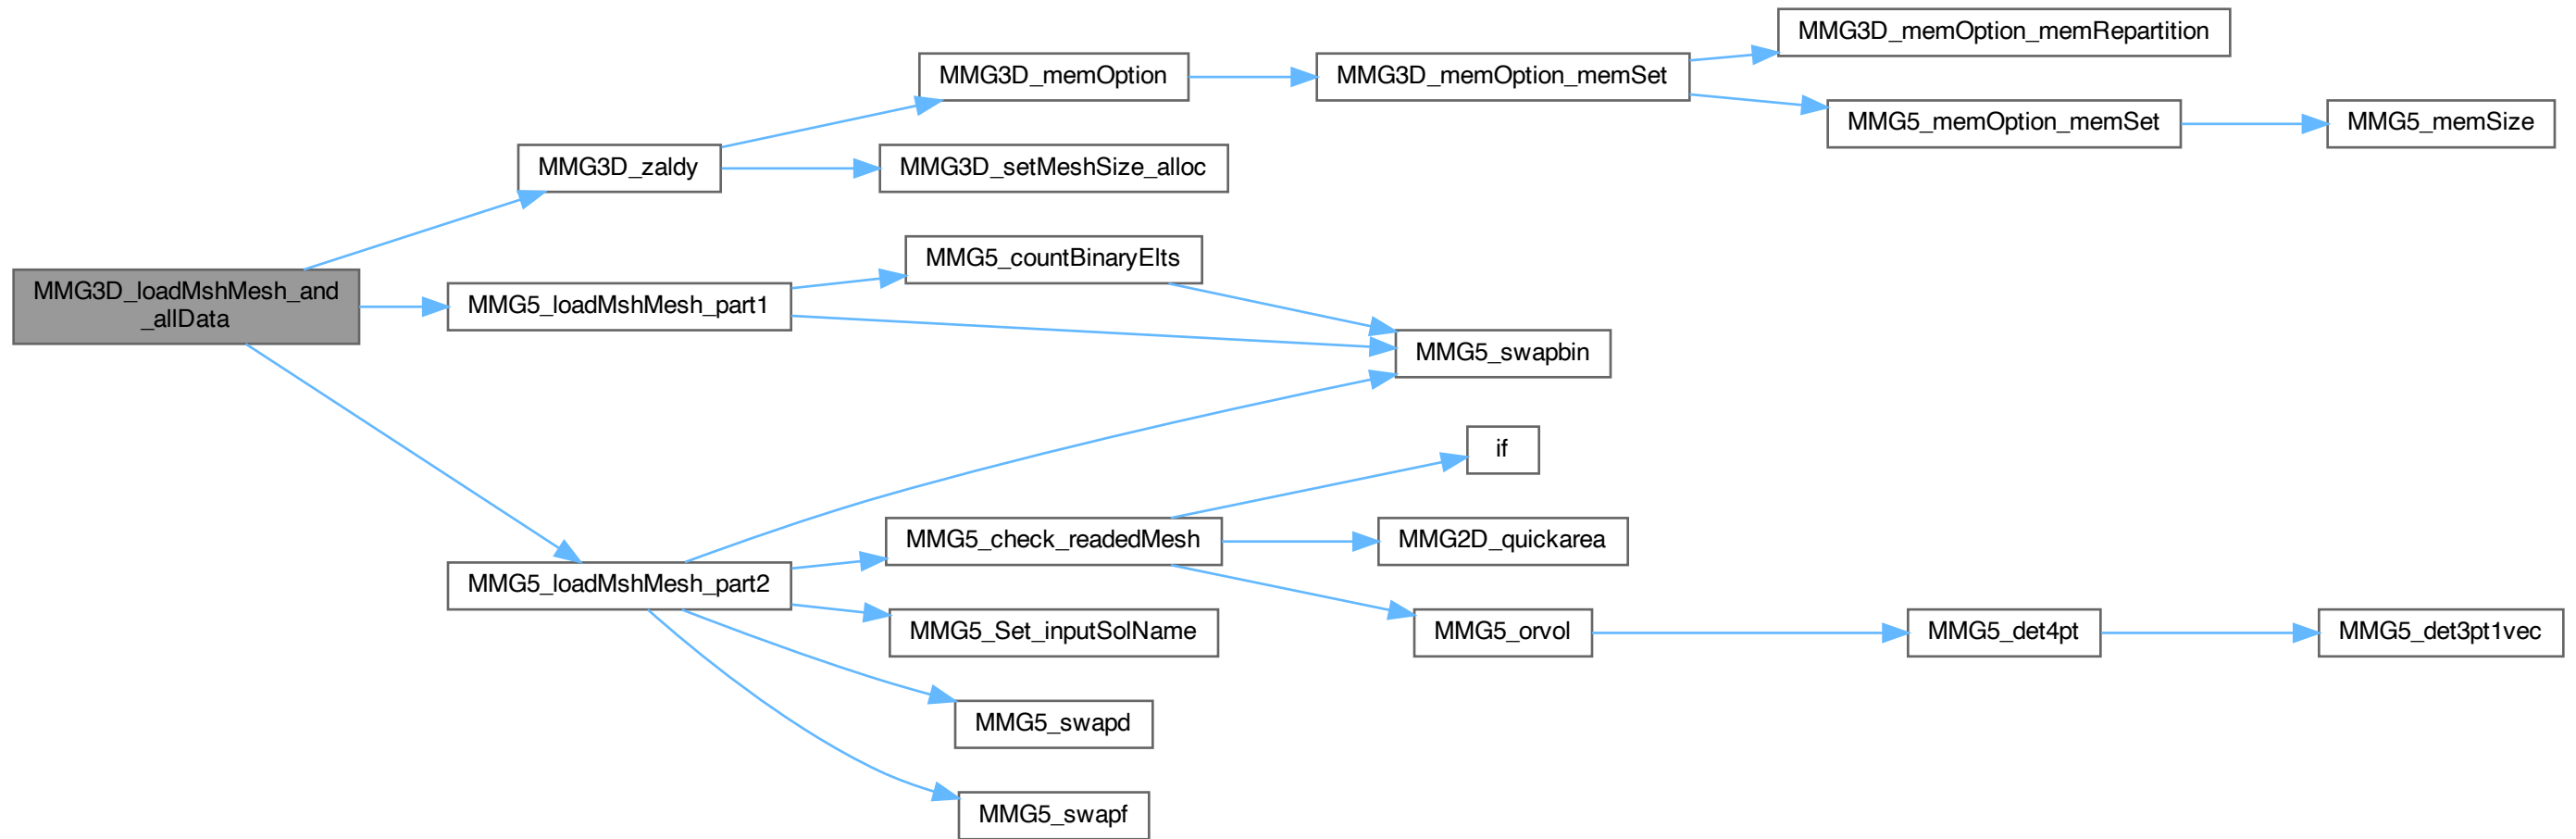 MMG3D_memOption_memRepartition
MMG3D_memOption
MMG3D_memOption_memSet
MMG5_memOption_memSet
MMG5_memSize
MMG3D_zaldy
MMG3D_setMeshSize_alloc
MMG5_countBinaryElts
MMG3D_loadMshMesh_and
_allData
MMG5_loadMshMesh_part1
MMG5_swapbin
if
MMG5_check_readedMesh
MMG2D_quickarea
MMG5_loadMshMesh_part2
MMG5_Set_inputSolName
MMG5_orvol
MMG5_det4pt
MMG5_det3pt1vec
MMG5_swapd
MMG5_swapf